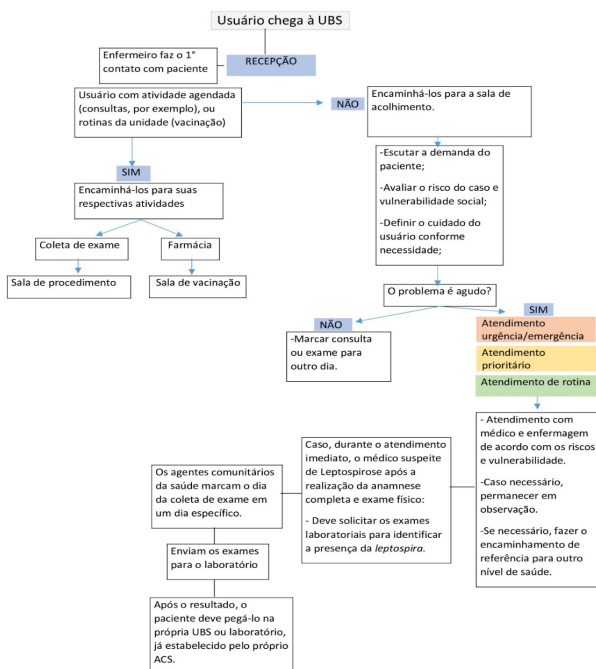 Usuário chega à UBS
Enfermeiro faz o 1°
contato com paciente
RECEPÇÃO
Usuário com atividade agendada
(consultas, por exemplo), ou
rotinas da unidade (vacinação)
NÃO
Encaminhá-los para a sala de
acolhimento.
-Escutar a demanda do
paciente;
-Avaliar o risco do caso e
vulnerabilidade social;
-Definir o cuidado do
usuário conforme
necessidade;
SIM
Encaminhá-los para suas
respectivas atividades
Coleta de exame
Farmácia
Sala de procedimento
Sala de vacinação
O problema é agudo?
NÃO
-Marcar consulta
ou exame para
outro dia.
SIM
Atendimento
urgência/emergência
Atendimento
prioritário
Atendimento de rotina
- Atendimento com
médico e enfermagem
de acordo com os riscos
e vulnerabilidade.
-Caso necessário,
permanecer em
observação.
-Se necessário, fazer o
encaminhamento de
referência para outro
nível de saúde.
Caso, durante o atendimento
imediato, o médico suspeite
de Leptospirose após a
realização da anamnese
completa e exame físico:
- Deve solicitar os exames
laboratoriais para identificar
a presença da leptospira.
Os agentes comunitários
da saúde marcam o dia
da coleta de exame em
um dia específico.
Enviam os exames
para o laboratório
Após o resultado, o
paciente deve pegá-lo na
própria UBS ou laboratório,
já estabelecido pelo próprio
ACS.